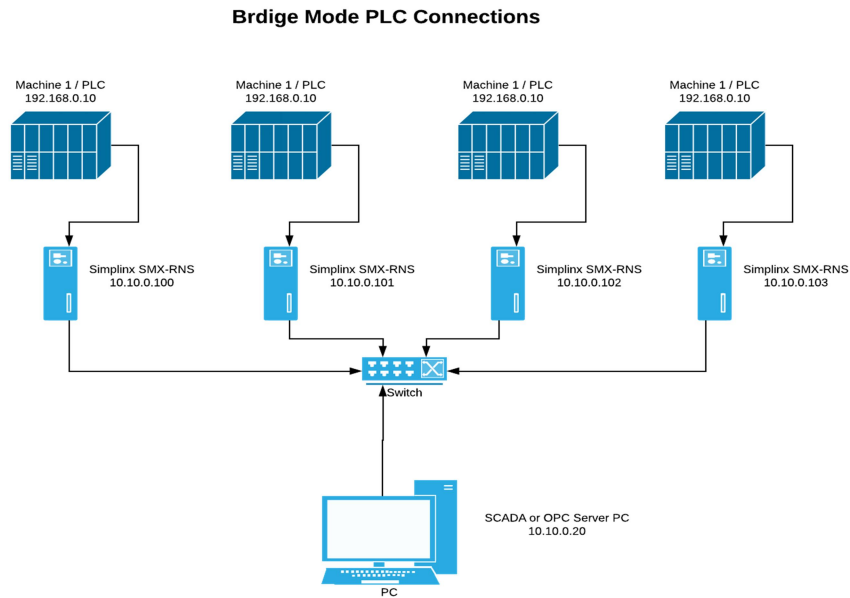 Brdige Mode PLC Connections
Machine 1 / PLC
192.168.0.10
Machine 1 / PLC
192.168.0.10
Machine 1 / PLC
192.168.0.10
Machine 1 / PLC
192.168.0.10
Simplinx SMX-RNS
10.10.0.100
Simplinx SMX-RNS
10.10.0.101
Simplinx SMX-RNS
10.10.0.102
Simplinx SMX-RNS
10.10.0.103
Switch
SCADA or OPC Server PC
10.10.0.20
PC